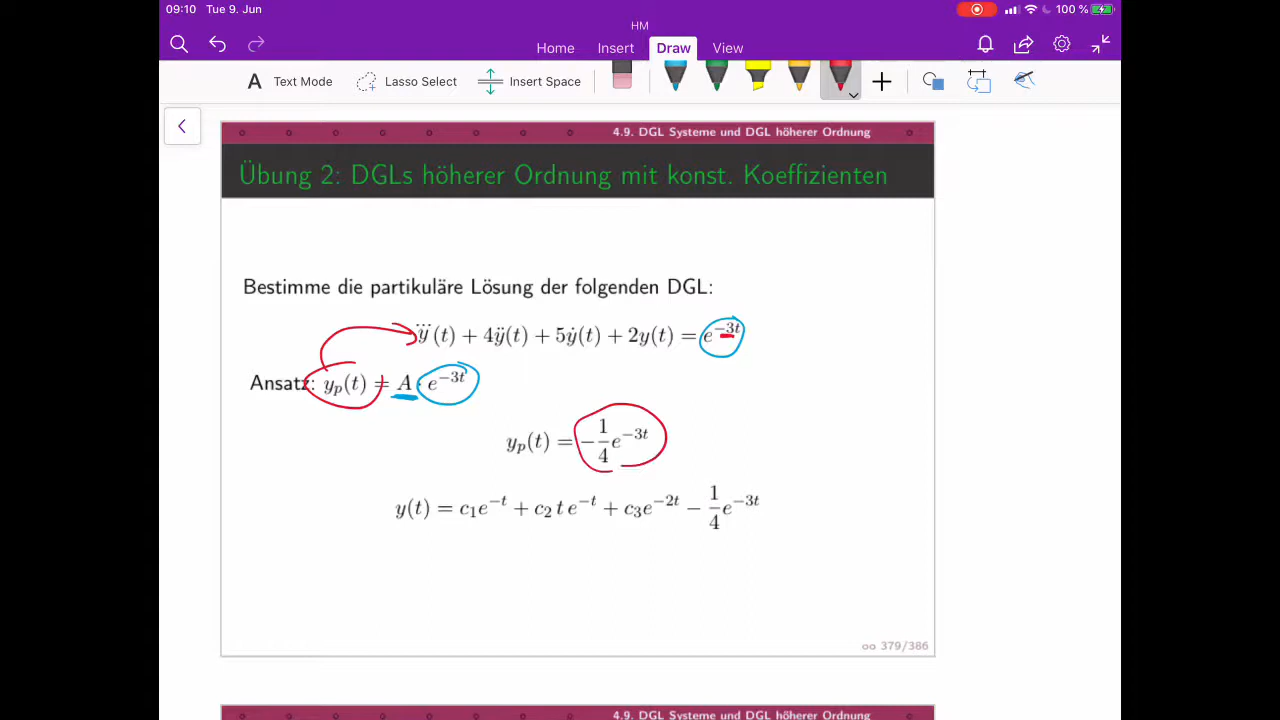 09:10 Tue 9. Jun
100 %
HM
Home Insert Draw View
Text Mode Lasso Select Insert Space
4.9. DGL Systeme und DGL höherer Ordnung
Übung 2: DGLs höherer Ordnung mit konst. Koeffizienten
Bestimme die partikuläre Lösung der folgenden DGL:
y⃛(t) + 4ÿ(t) + 5ẏ(t) + 2y(t) = e^{−3t}
Ansatz: y_p(t) = A · e^{−3t}
y_p(t) = −\frac{1}{4}e^{−3t}
y(t) = c_1e^{−t} + c_2 t e^{−t} + c_3e^{−2t} − \frac{1}{4}e^{−3t}
oo 379/386
4.9. DGL Systeme und DGL höherer Ordnung